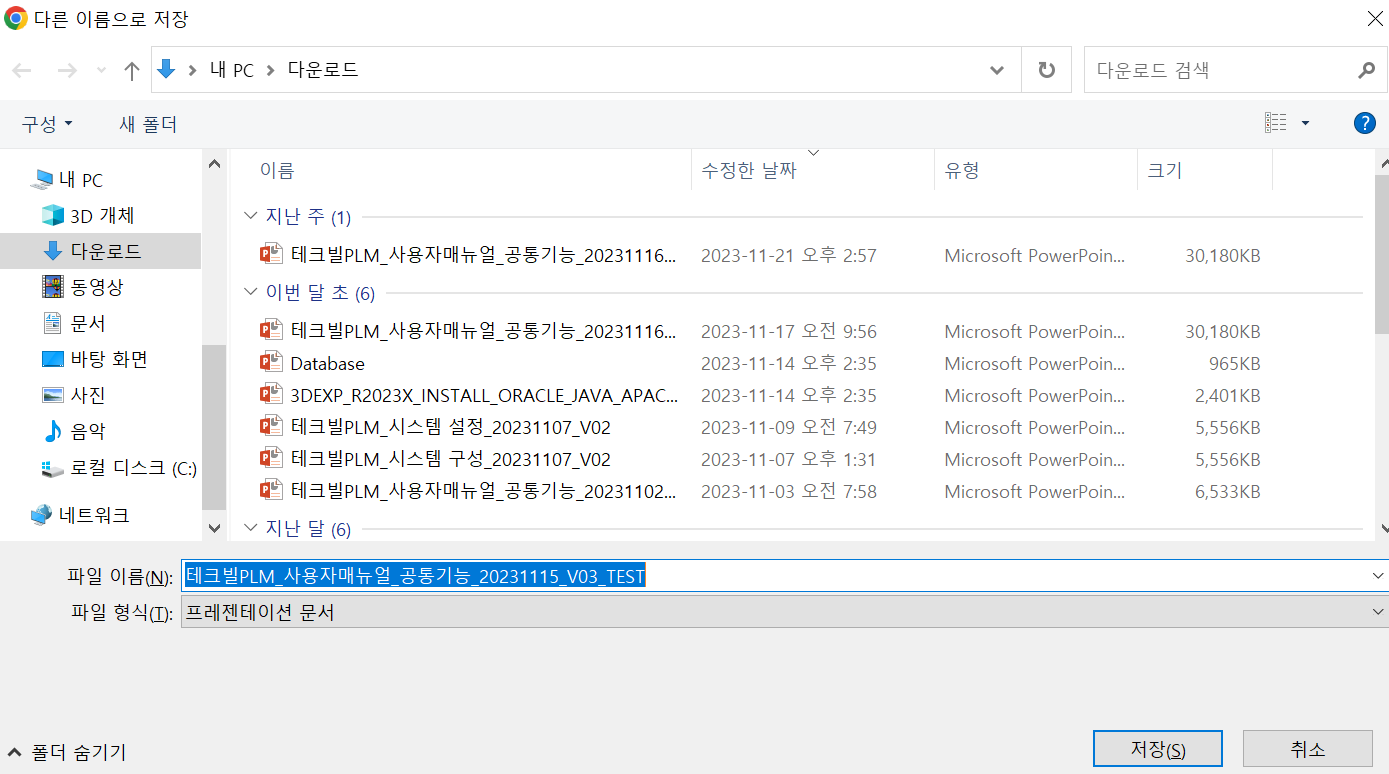 다른 이름으로 저장
내 PC > 다운로드
다운로드 검색
구성
새 폴더
내 PC
3D 개체
다운로드
동영상
문서
바탕 화면
사진
음악
로컬 디스크 (C:)
네트워크
이름 수정한 날짜 유형 크기
지난 주 (1)
테크빌PLM_사용자매뉴얼_공통기능_20231116... 2023-11-21 오후 2:57 Microsoft PowerPoin... 30,180KB
이번 달 초 (6)
테크빌PLM_사용자매뉴얼_공통기능_20231116... 2023-11-17 오전 9:56 Microsoft PowerPoin... 30,180KB
Database 2023-11-14 오후 2:35 Microsoft PowerPoin... 965KB
3DEXP_R2023X_INSTALL_ORACLE_JAVA_APAC... 2023-11-14 오후 2:35 Microsoft PowerPoin... 2,401KB
테크빌PLM_시스템 설정_20231107_V02 2023-11-09 오전 7:49 Microsoft PowerPoin... 5,556KB
테크빌PLM_시스템 구성_20231107_V02 2023-11-07 오후 1:31 Microsoft PowerPoin... 5,556KB
테크빌PLM_사용자매뉴얼_공통기능_20231102... 2023-11-03 오전 7:58 Microsoft PowerPoin... 6,533KB
지난 달 (6)
파일 이름(N): 테크빌PLM_사용자매뉴얼_공통기능_20231115_V03_TEST
파일 형식(T): 프레젠테이션 문서
폴더 숨기기
저장(S)
취소